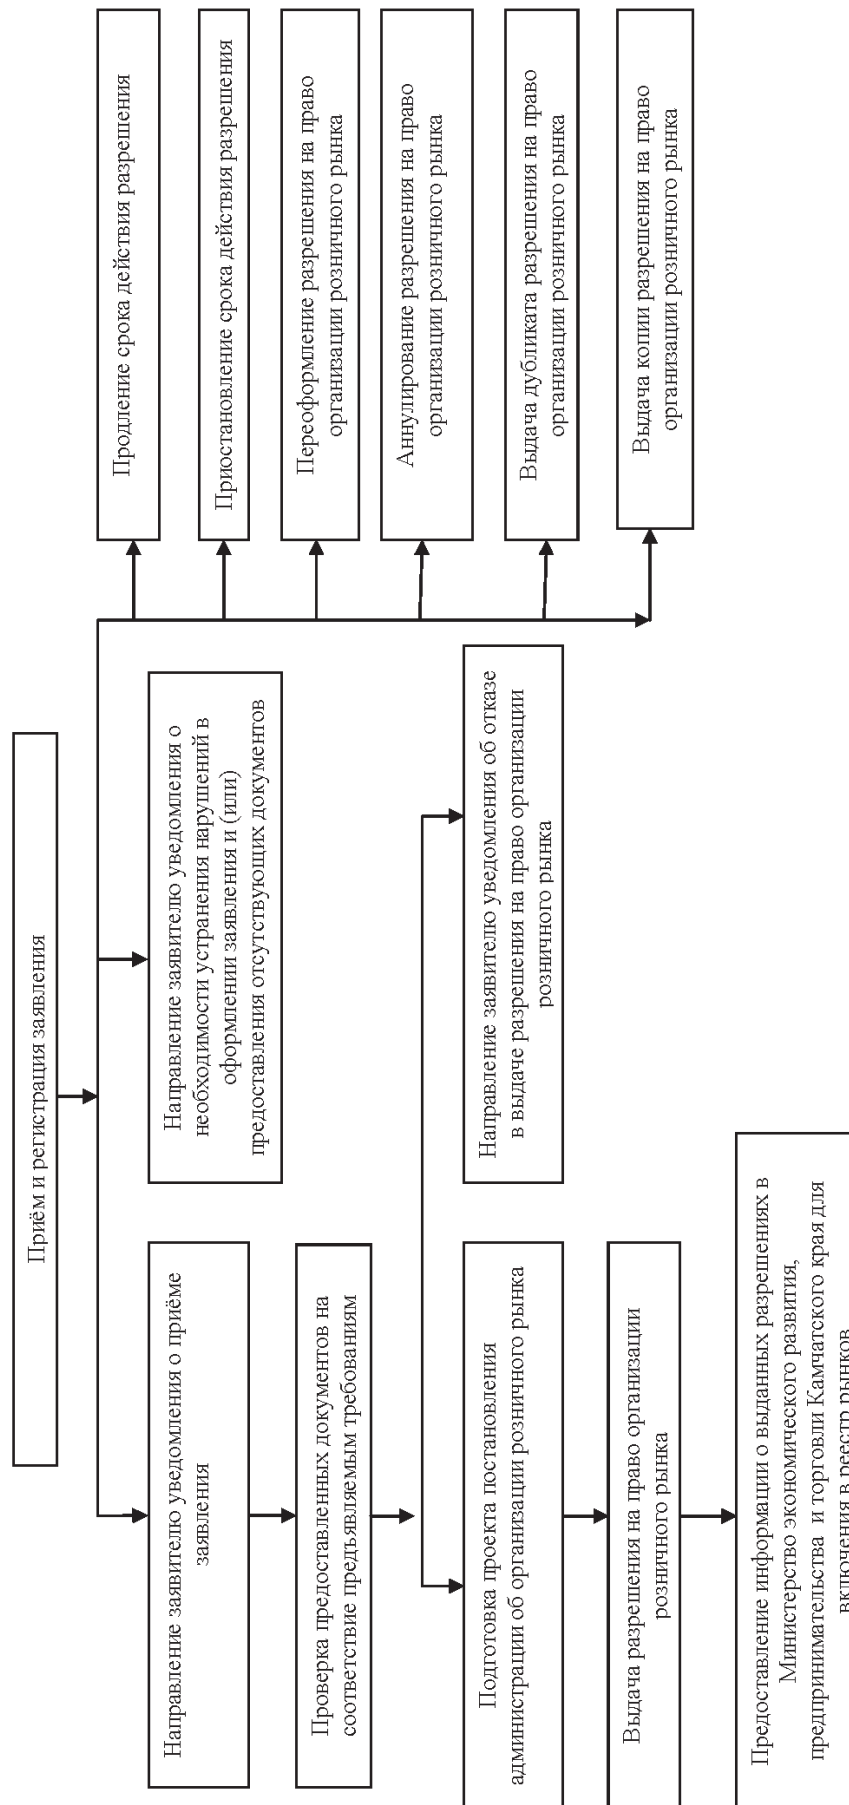 Приём и регистрация заявления
Направление заявителю уведомления о приёме
заявления
Направление заявителю уведомления о
необходимости устранения нарушений в
оформлении заявления и (или)
предоставления отсутствующих документов
Продление срока действия разрешения
Приостановление срока действия разрешения
Переоформление разрешения на право
организации розничного рынка
Аннулирование разрешения на право
организации розничного рынка
Выдача дубликата разрешения на право
организации розничного рынка
Выдача копии разрешения на право
организации розничного рынка
Проверка предоставленных документов на
соответствие предъявляемым требованиям
Подготовка проекта постановления
администрации об организации розничного рынка
Направление заявителю уведомления об отказе
в выдаче разрешения на право организации
розничного рынка
Выдача разрешения на право организации
розничного рынка
Предоставление информации о выданных разрешениях в
Министерство экономического развития,
предпринимательства и торговли Камчатского края для
включения в реестр рынков